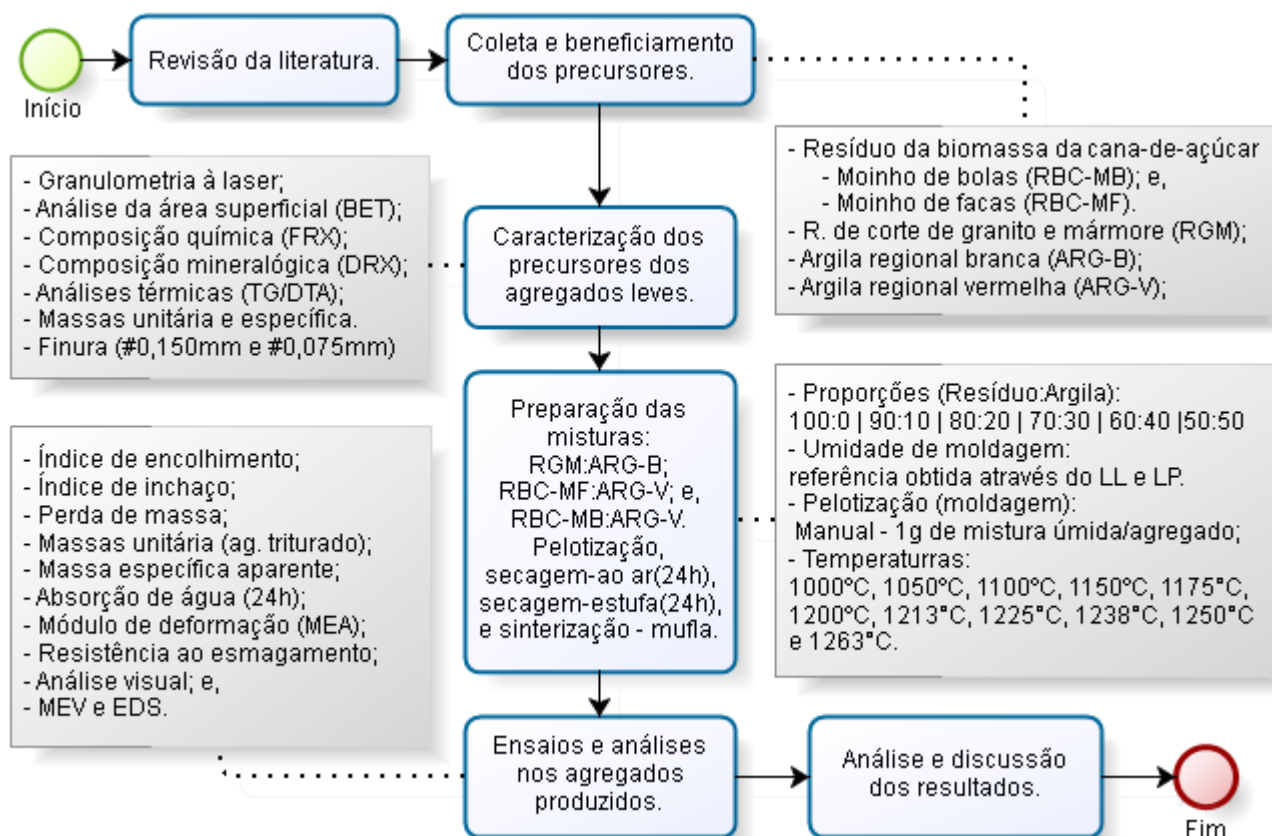 Início
Revisão da literatura.
Coleta e beneficiamento
dos precursores.
- Resíduo da biomassa da cana-de-açúcar
- Moinho de bolas (RBC-MB); e,
- Moinho de facas (RBC-MF).
- R. de corte de granito e mármore (RGM);
- Argila regional branca (ARG-B);
- Argila regional vermelha (ARG-V);
- Granulometria à laser;
- Análise da área superficial (BET);
- Composição química (FRX);
- Composição mineralógica (DRX);
- Análises térmicas (TG/DTA);
- Massas unitária e específica.
- Finura (#0,150mm e #0,075mm)
Caracterização dos
precursores dos
agregados leves.
Preparação das
misturas:
RGM:ARG-B;
RBC-MF:ARG-V; e,
RBC-MB:ARG-V.
Pelotização,
secagem-ao ar(24h),
secagem-estufa(24h),
e sinterização - mufla.
- Proporções (Resíduo:Argila):
100:0 | 90:10 | 80:20 | 70:30 | 60:40 |50:50
- Umidade de moldagem:
referência obtida através do LL e LP.
- Pelotização (moldagem):
Manual - 1g de mistura úmida/agregado;
- Temperaturras:
1000ºC, 1050ºC, 1100ºC, 1150ºC, 1175°C,
1200ºC, 1213°C, 1225°C, 1238°C, 1250°C
e 1263°C.
- Índice de encolhimento;
- Índice de inchaço;
- Perda de massa;
- Massas unitária (ag. triturado);
- Massa específica aparente;
- Absorção de água (24h);
- Módulo de deformação (MEA);
- Resistência ao esmagamento;
- Análise visual; e,
- MEV e EDS.
Ensaios e análises
nos agregados
produzidos.
Análise e discussão
dos resultados.
Fim